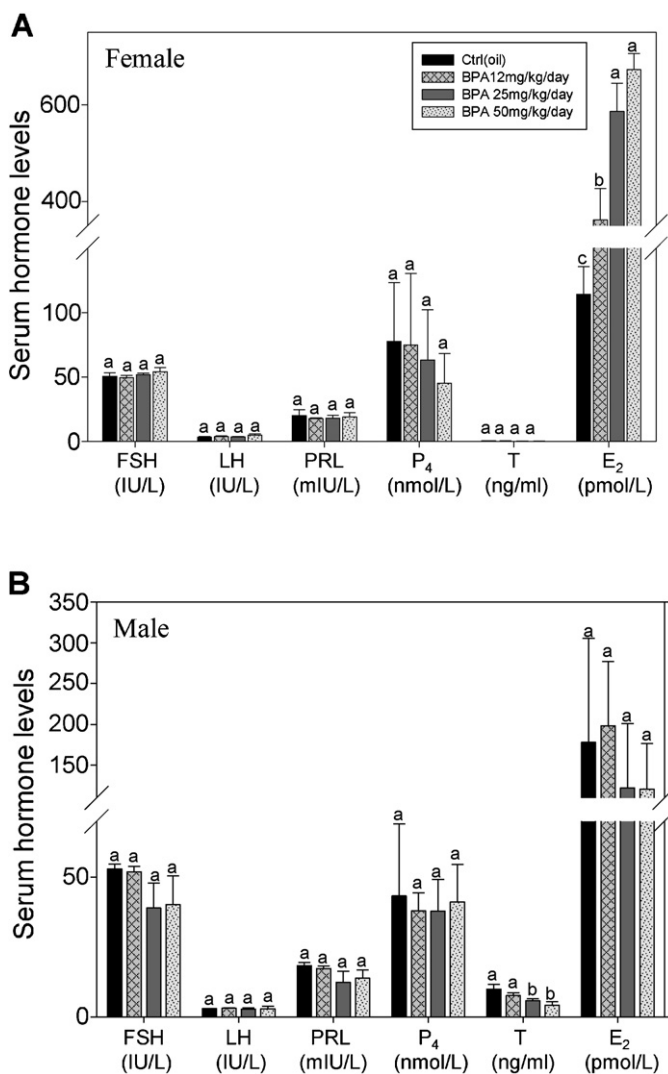 A
Female
Ctrl(oil)
BPA12mg/kg/day
BPA 25mg/kg/day
BPA 50mg/kg/day
Serum hormone levels
600
400
100
50
0
a a a a
a a a a
a a a a
a a a a
a a a a
c b a a
FSH LH PRL P₄ T E₂
(IU/L) (IU/L) (mIU/L) (nmol/L) (ng/ml) (pmol/L)
B
Male
Serum hormone levels
350
300
250
200
150
50
0
a a a a
a a a a
a a a a
a a a a
a a b b
a a a a
FSH LH PRL P₄ T E₂
(IU/L) (IU/L) (mIU/L) (nmol/L) (ng/ml) (pmol/L)